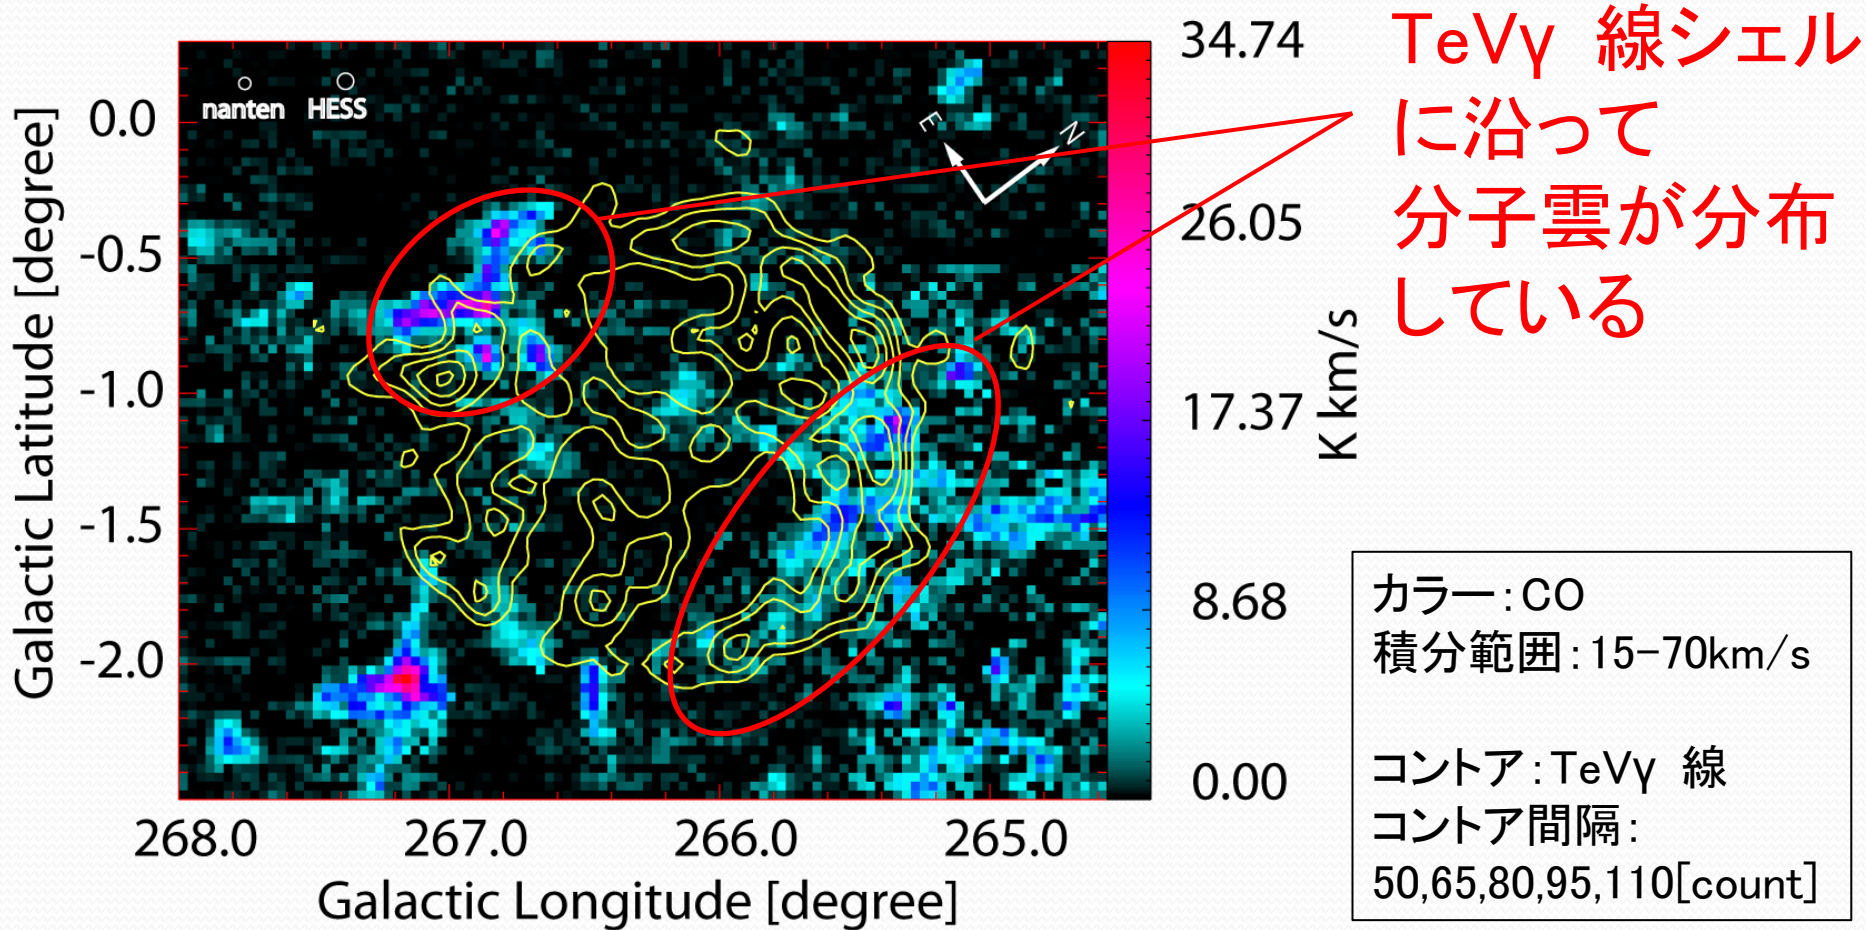 34.74
26.05
17.37
8.68
0.00
K km/s
TeVγ 線シェル
に沿って
分子雲が分布
している
nanten HESS
E
N
Galactic Latitude [degree]
0.0
-0.5
-1.0
-1.5
-2.0
268.0 267.0 266.0 265.0
Galactic Longitude [degree]
カラー：CO
積分範囲：15-70km/s
コントア：TeVγ 線
コントア間隔：
50,65,80,95,110[count]